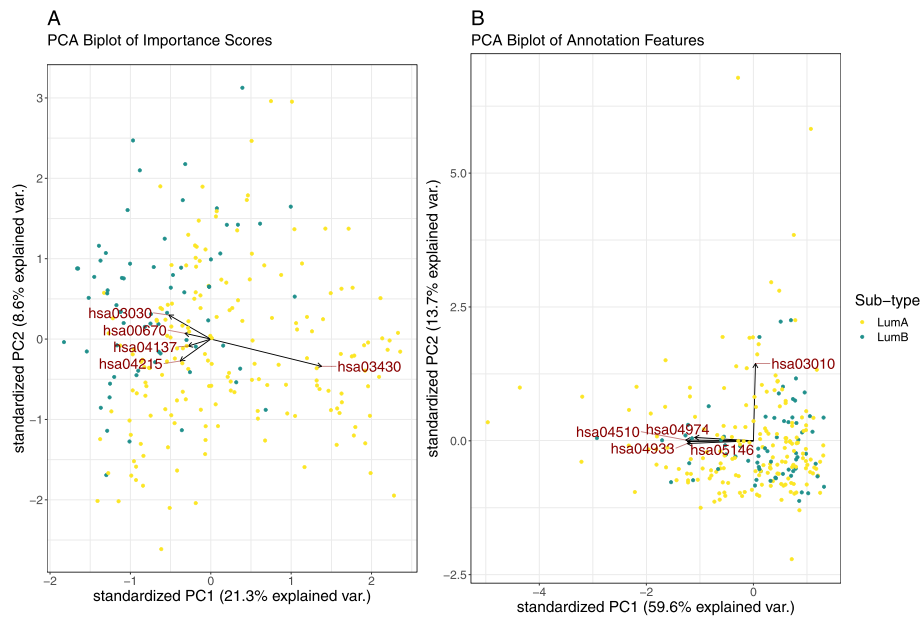 A
PCA Biplot of Importance Scores
standardized PC2 (8.6% explained var.)
3
2
1
0
−1
−2
hsa03030
hsa00670
hsa04137
hsa04215
hsa03430
−2
−1
0
1
2
standardized PC1 (21.3% explained var.)
B
PCA Biplot of Annotation Features
standardized PC2 (13.7% explained var.)
5.0
2.5
0.0
−2.5
hsa03010
hsa04510
hsa04974
hsa04933
hsa05146
−4
−2
0
standardized PC1 (59.6% explained var.)
Sub-type
LumA
LumB